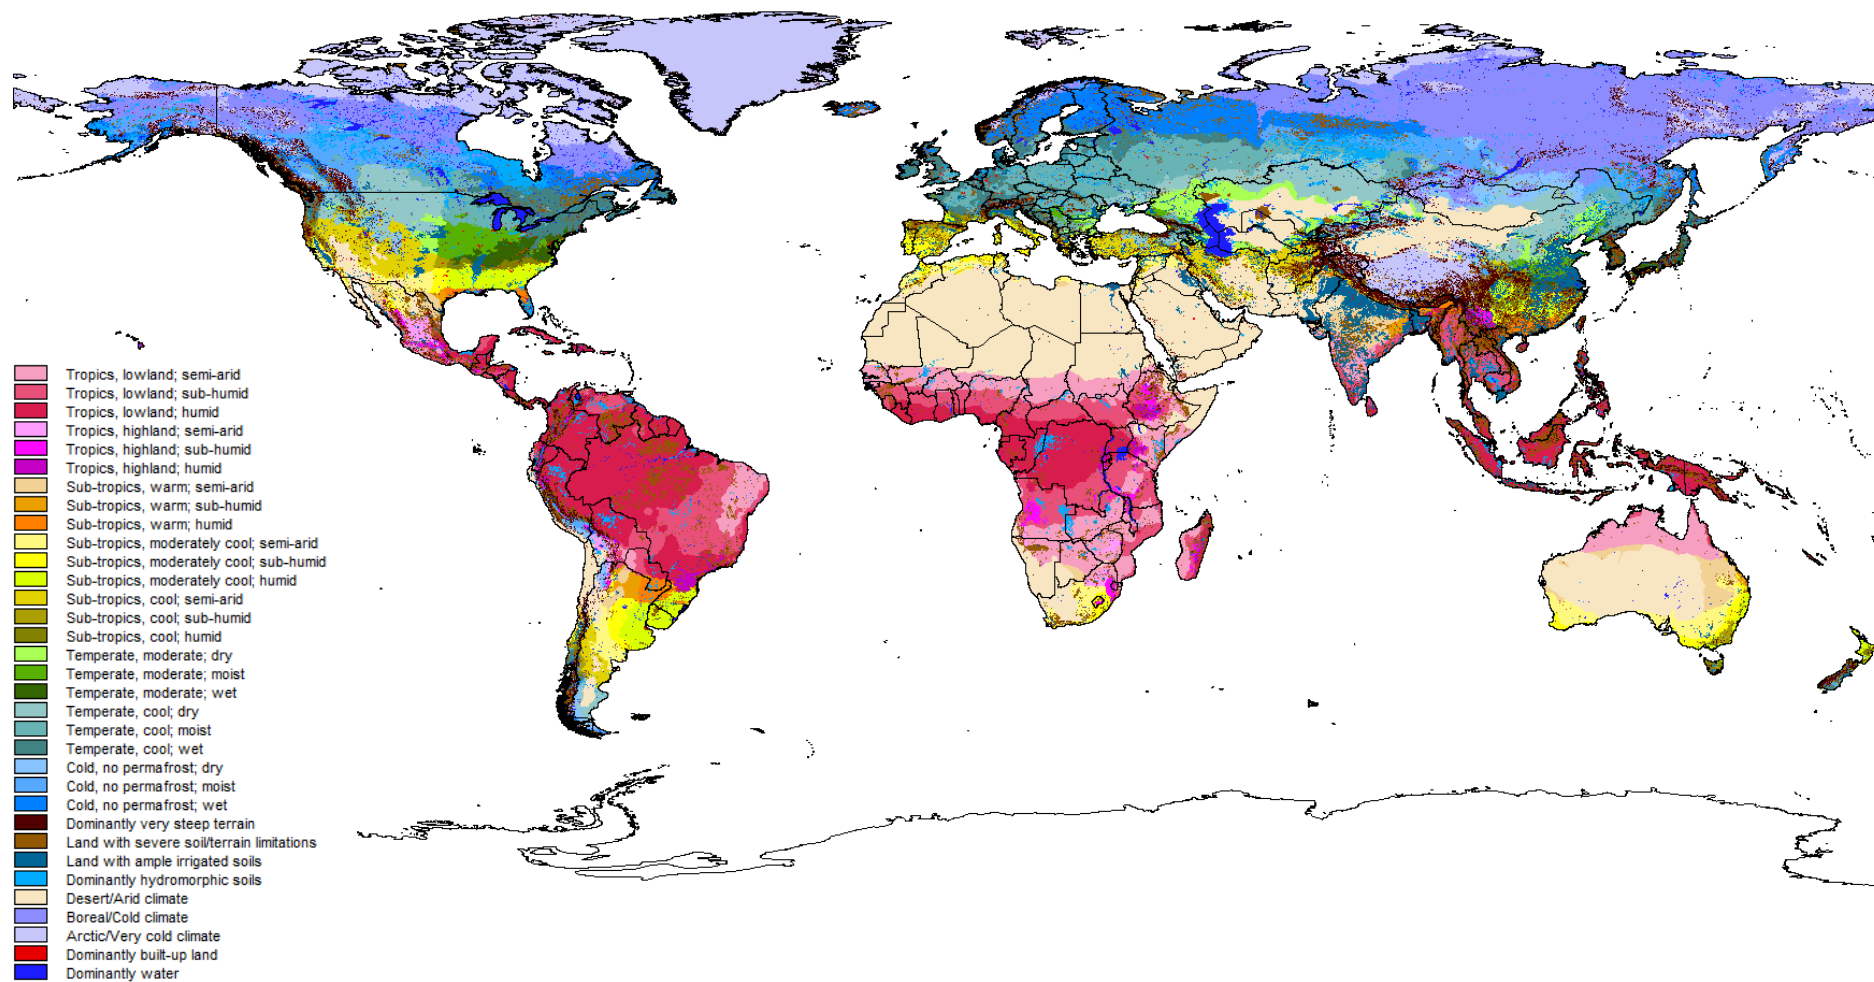 Tropics, lowland; semi-arid
Tropics, lowland; sub-humid
Tropics, lowland; humid
Tropics, highland; semi-arid
Tropics, highland; sub-humid
Tropics, highland; humid
Sub-tropics, warm; semi-arid
Sub-tropics, warm; sub-humid
Sub-tropics, warm; humid
Sub-tropics, moderately cool; semi-arid
Sub-tropics, moderately cool; sub-humid
Sub-tropics, moderately cool; humid
Sub-tropics, cool; semi-arid
Sub-tropics, cool; sub-humid
Sub-tropics, cool; humid
Temperate, moderate; dry
Temperate, moderate; moist
Temperate, moderate; wet
Temperate, cool; dry
Temperate, cool; moist
Temperate, cool; wet
Cold, no permafrost; dry
Cold, no permafrost; moist
Cold, no permafrost; wet
Dominantly very steep terrain
Land with severe soil/terrain limitations
Land with ample irrigated soils
Dominantly hydromorphic soils
Desert/Arid climate
Boreal/Cold climate
Arctic/Very cold climate
Dominantly built-up land
Dominantly water